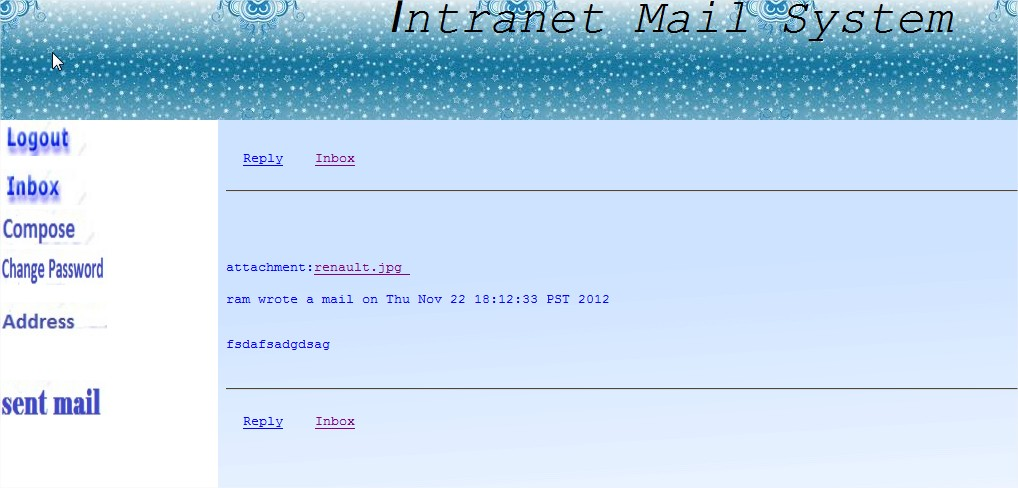 Intranet Mail System
Logout
Inbox
Compose
Change Password
Address
sent mail
Reply Inbox
attachment:renault.jpg
ram wrote a mail on Thu Nov 22 18:12:33 PST 2012
fsdafsadgdsag
Reply Inbox